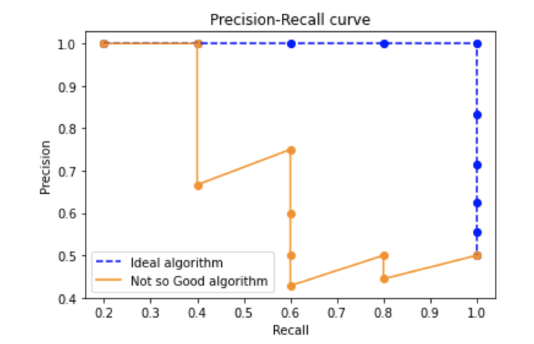 Precision-Recall curve
1.0
0.9
0.8
0.7
0.6
0.5
0.4
Precision
Ideal algorithm
Not so Good algorithm
0.2 0.3 0.4 0.5 0.6 0.7 0.8 0.9 1.0
Recall